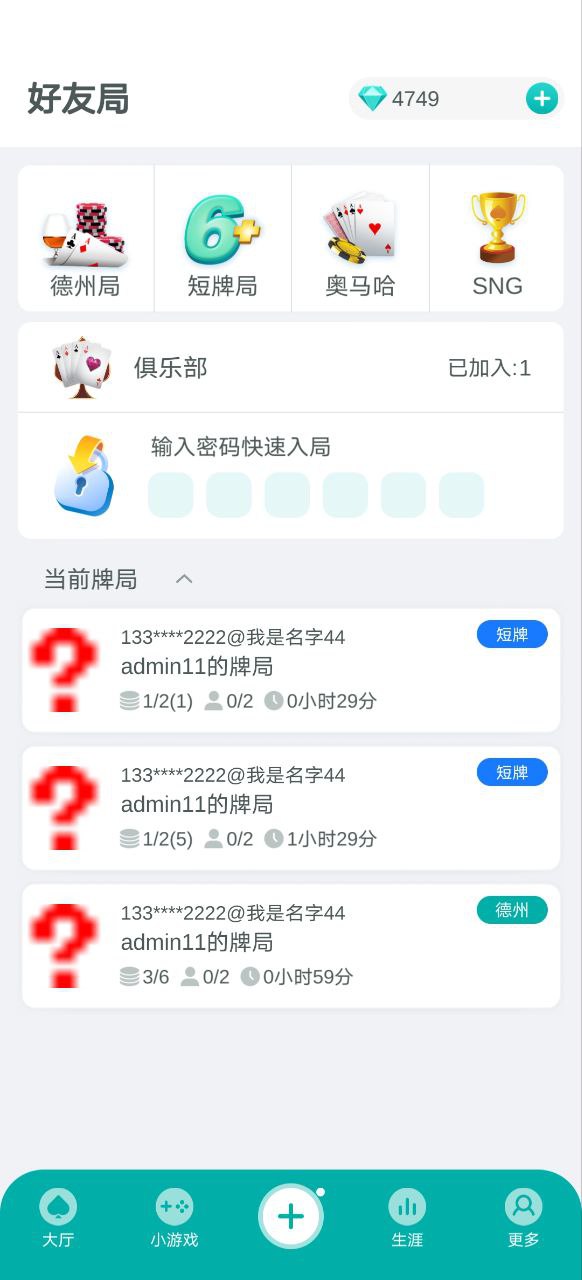 好友局
4749
德州局
短牌局
奥马哈
SNG
俱乐部
已加入:1
输入密码快速入局
当前牌局
133****2222@我是名字44
短牌
admin11的牌局
1/2(1) 0/2 0小时29分
133****2222@我是名字44
短牌
admin11的牌局
1/2(5) 0/2 1小时29分
133****2222@我是名字44
德州
admin11的牌局
3/6 0/2 0小时59分
大厅
小游戏
生涯
更多